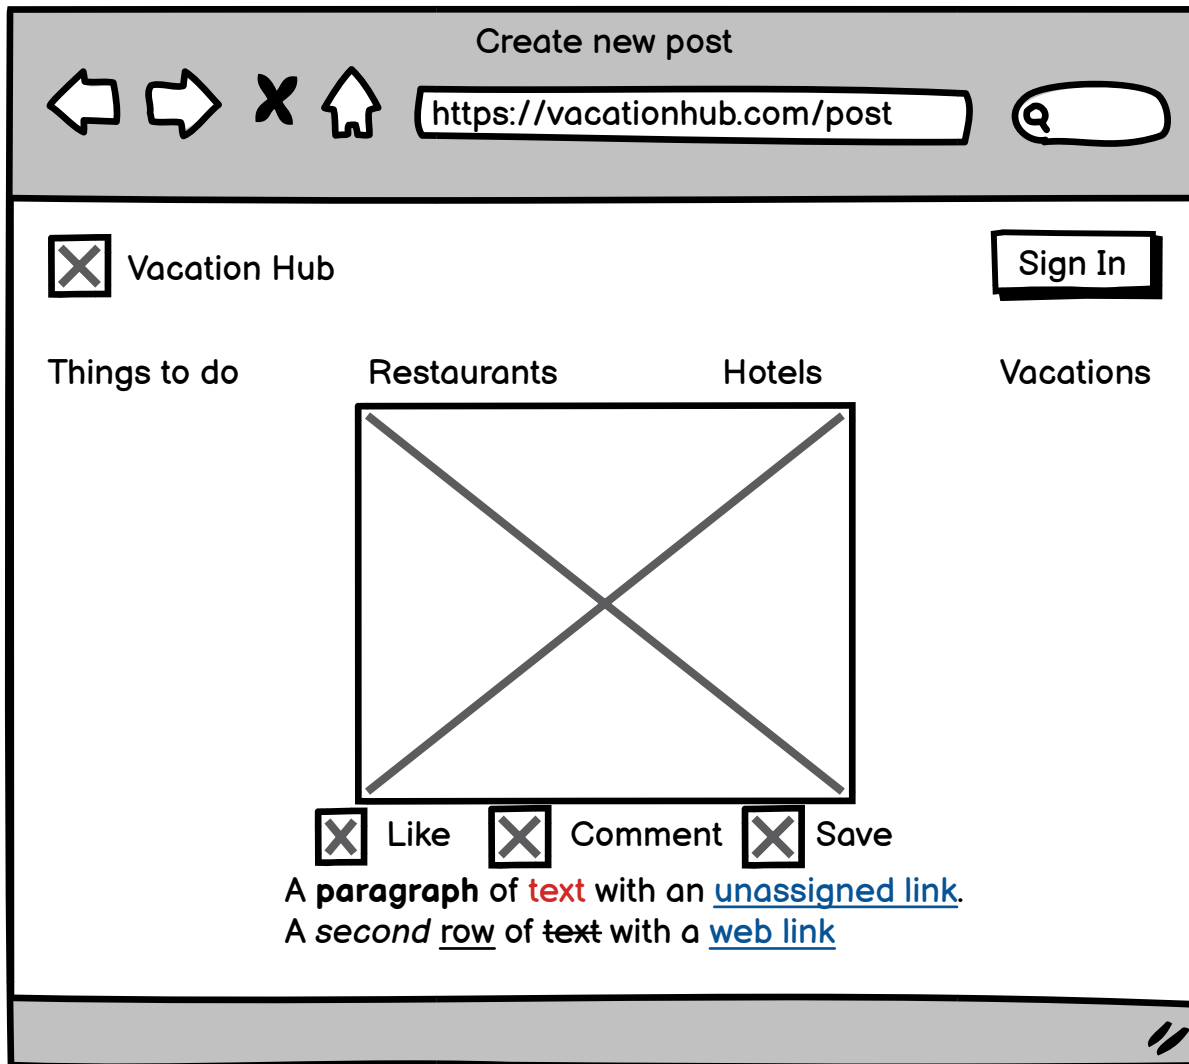 Create new post
https://vacationhub.com/post
Vacation Hub
Sign In
Things to do Restaurants Hotels Vacations
Like Comment Save
A paragraph of text with an unassigned link.
A second row of text with a web link